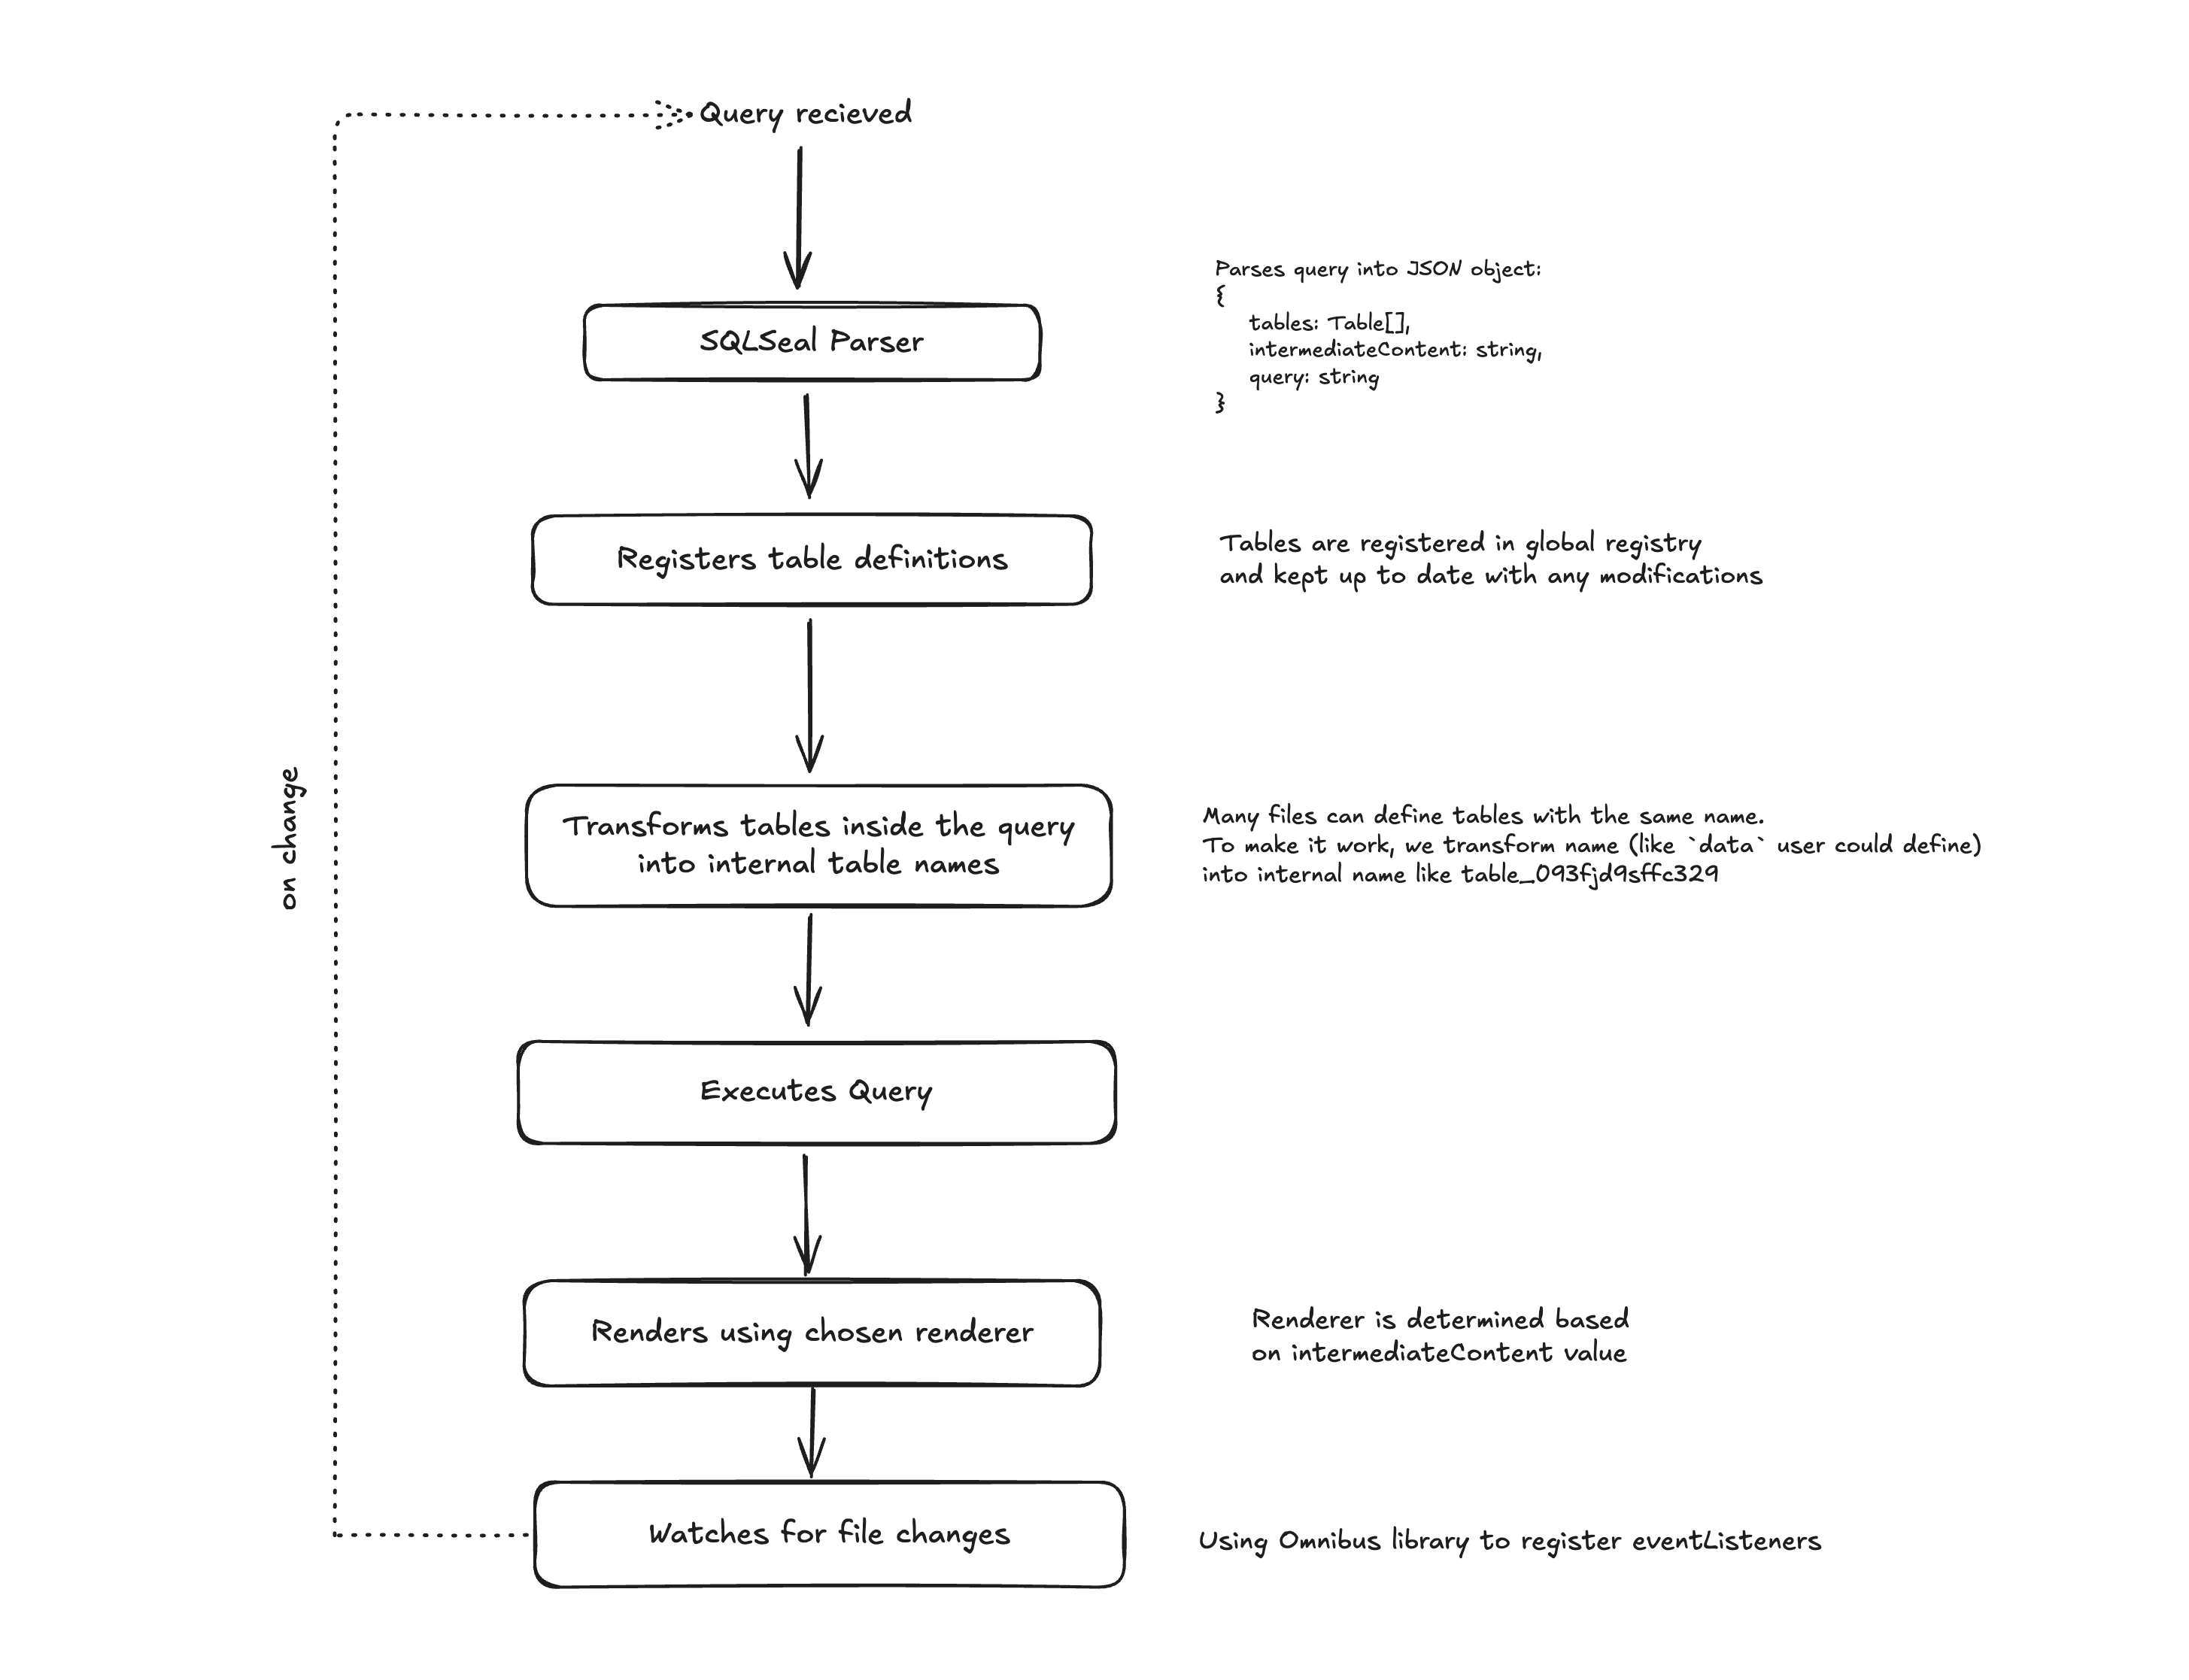 Query recieved
Parses query into JSON object:
{
tables: Table[],
intermediateContent: string,
query: string
}
SQLSeal Parser
Registers table definitions
Tables are registered in global registry
and kept up to date with any modifications
on change
Transforms tables inside the query
into internal table names
Many files can define tables with the same name.
To make it work, we transform name (like `data` user could define)
into internal name like table_093fjd9sffc329
Executes Query
Renders using chosen renderer
Renderer is determined based
on intermediateContent value
Watches for file changes
Using Omnibus library to register eventListeners